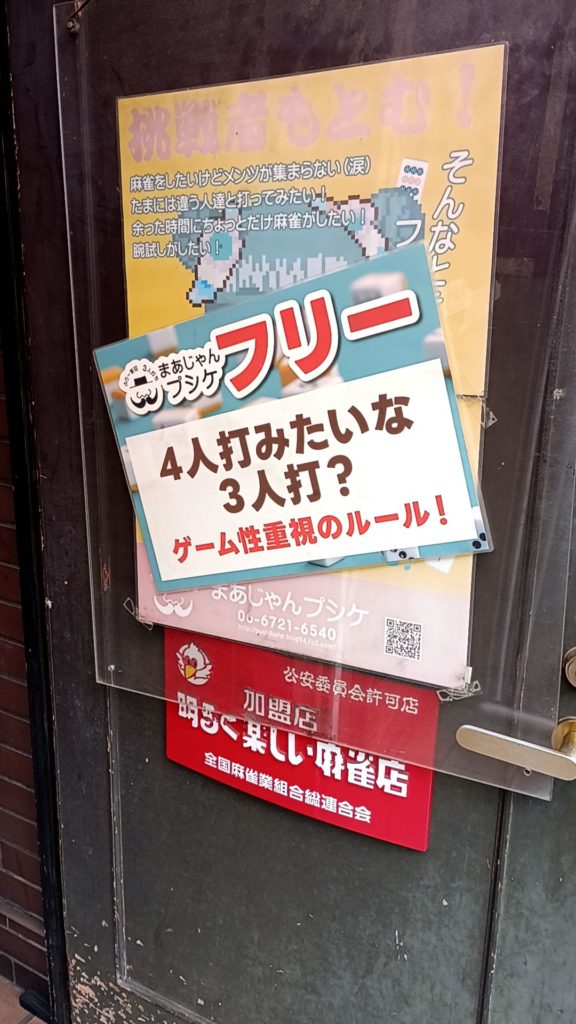 挑戦者もとむ！
麻雀をしたいけどメンツが集まらない(涙)
たまには違う人達と打ってみたい！
余った時間にちょっとだけ麻雀がしたい！
腕試しがしたい！
そんな
フ
まあじゃん
プシケ
フリー
4人打みたいな
3人打？
ゲーム性重視のルール！
まあじゃんプシケ
06-6721-6540
公安委員会許可店
加盟店
明るく楽しい麻雀店
全国麻雀業組合総連合会